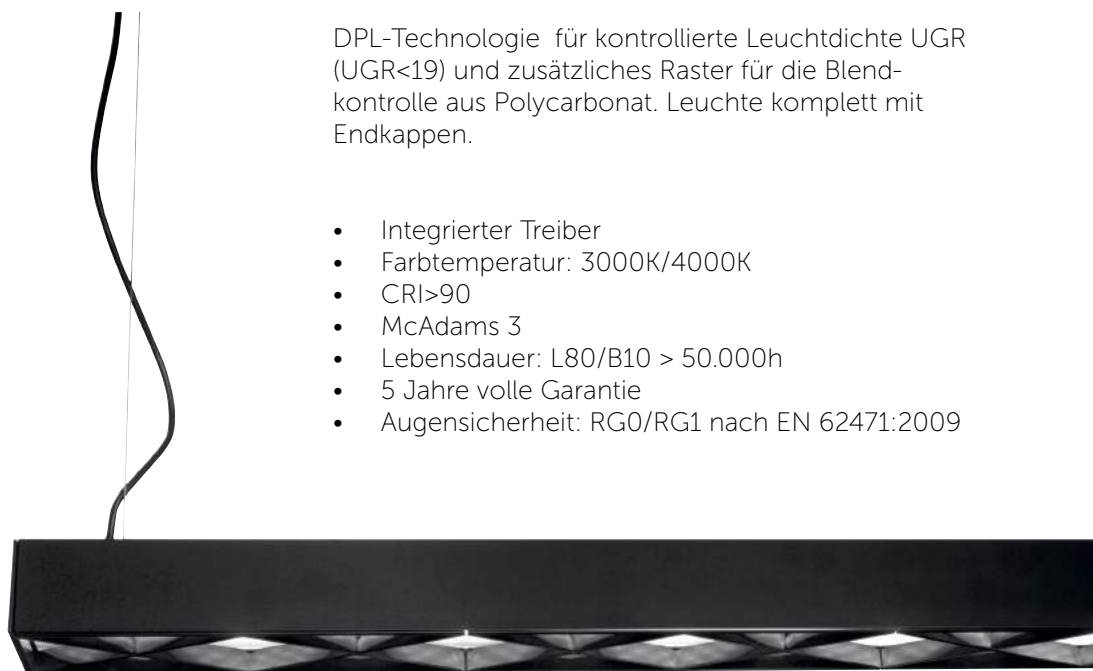 DPL-Technologie für kontrollierte Leuchtdichte UGR
(UGR<19) und zusätzliches Raster für die Blend-
kontrolle aus Polycarbonat. Leuchte komplett mit
Endkappen.
• Integrierter Treiber
• Farbtemperatur: 3000K/4000K
• CRI>90
• McAdams 3
• Lebensdauer: L80/B10 > 50.000h
• 5 Jahre volle Garantie
• Augensicherheit: RG0/RG1 nach EN 62471:2009